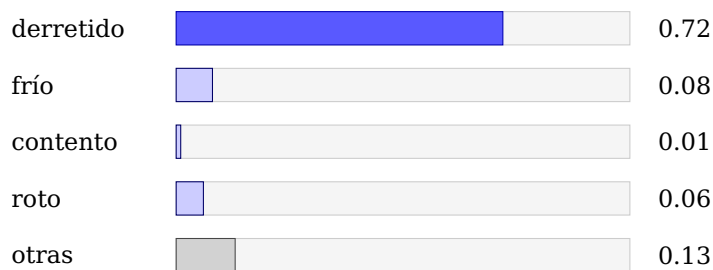 derretido 0.72
frío 0.08
contento 0.01
roto 0.06
otras 0.13